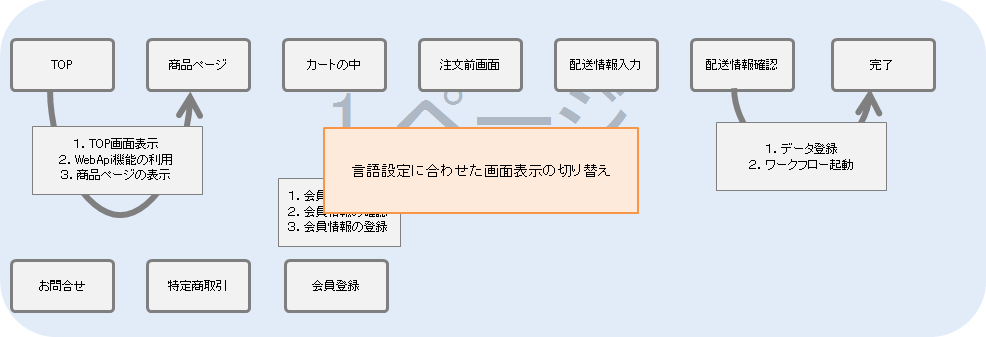 TOP
商品ページ
カートの中
注文前画面
配送情報入力
配送情報確認
完了
1 ページ
1. TOP画面表示
2. WebApi機能の利用
3. 商品ページの表示
言語設定に合わせた画面表示の切り替え
1. データ登録
2. ワークフロー起動
1. 会員
2. 会員情報の確認
3. 会員情報の登録
お問合せ
特定商取引
会員登録